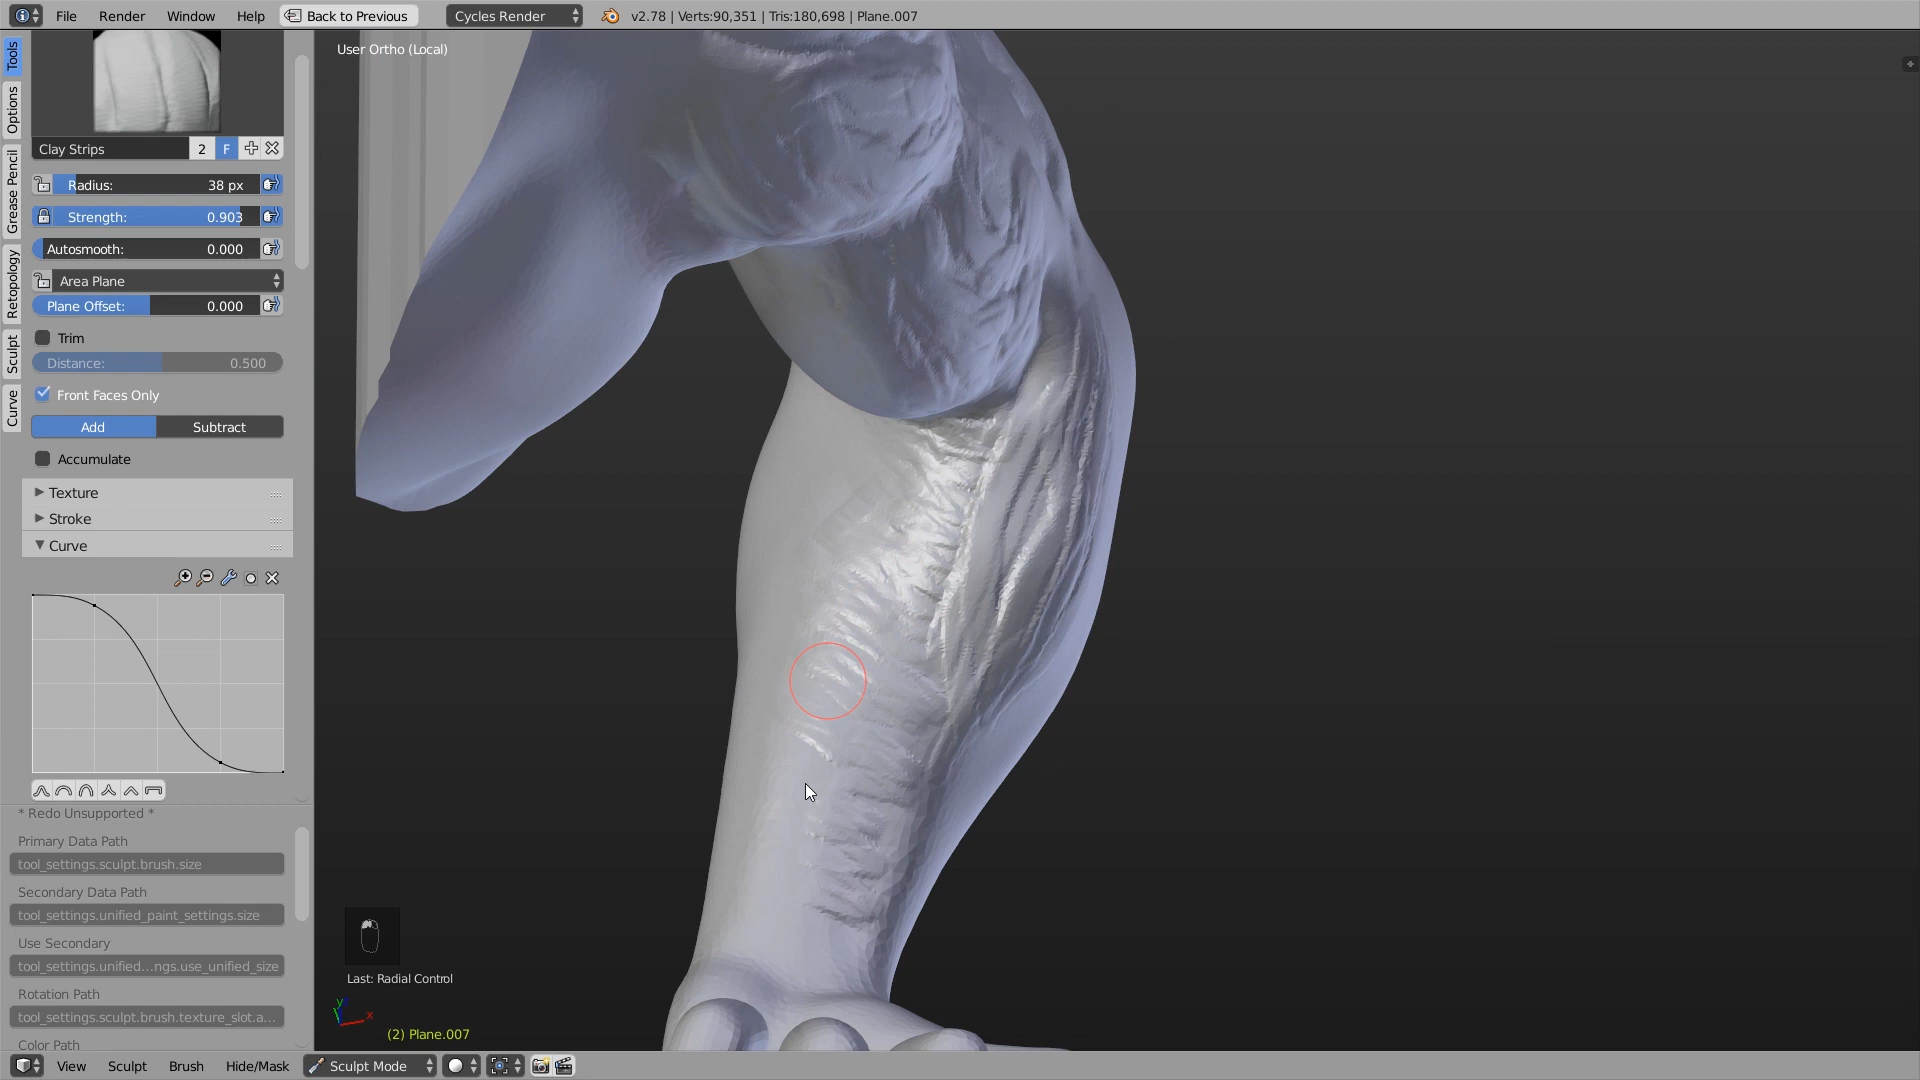 File Render Window Help Back to Previous Cycles Render v2.78 | Verts:90,351 | Tris:180,698 | Plane.007
User Ortho (Local)
Tools
Options
Grease Pencil
Retopology
Sculpt
Curve
Clay Strips 2 F
Radius: 38 px
Strength: 0.903
Autosmooth: 0.000
Area Plane
Plane Offset: 0.000
Trim
Distance: 0.500
Front Faces Only
Add Subtract
Accumulate
Texture
Stroke
Curve
* Redo Unsupported *
Primary Data Path
tool_settings.sculpt.brush.size
Secondary Data Path
tool_settings.unified_paint_settings.size
Use Secondary
tool_settings.unified...ngs.use_unified_size
Rotation Path
tool_settings.sculpt.brush.texture_slot.a...
Color Path
Last: Radial Control
y
x
(2) Plane.007
View Sculpt Brush Hide/Mask Sculpt Mode